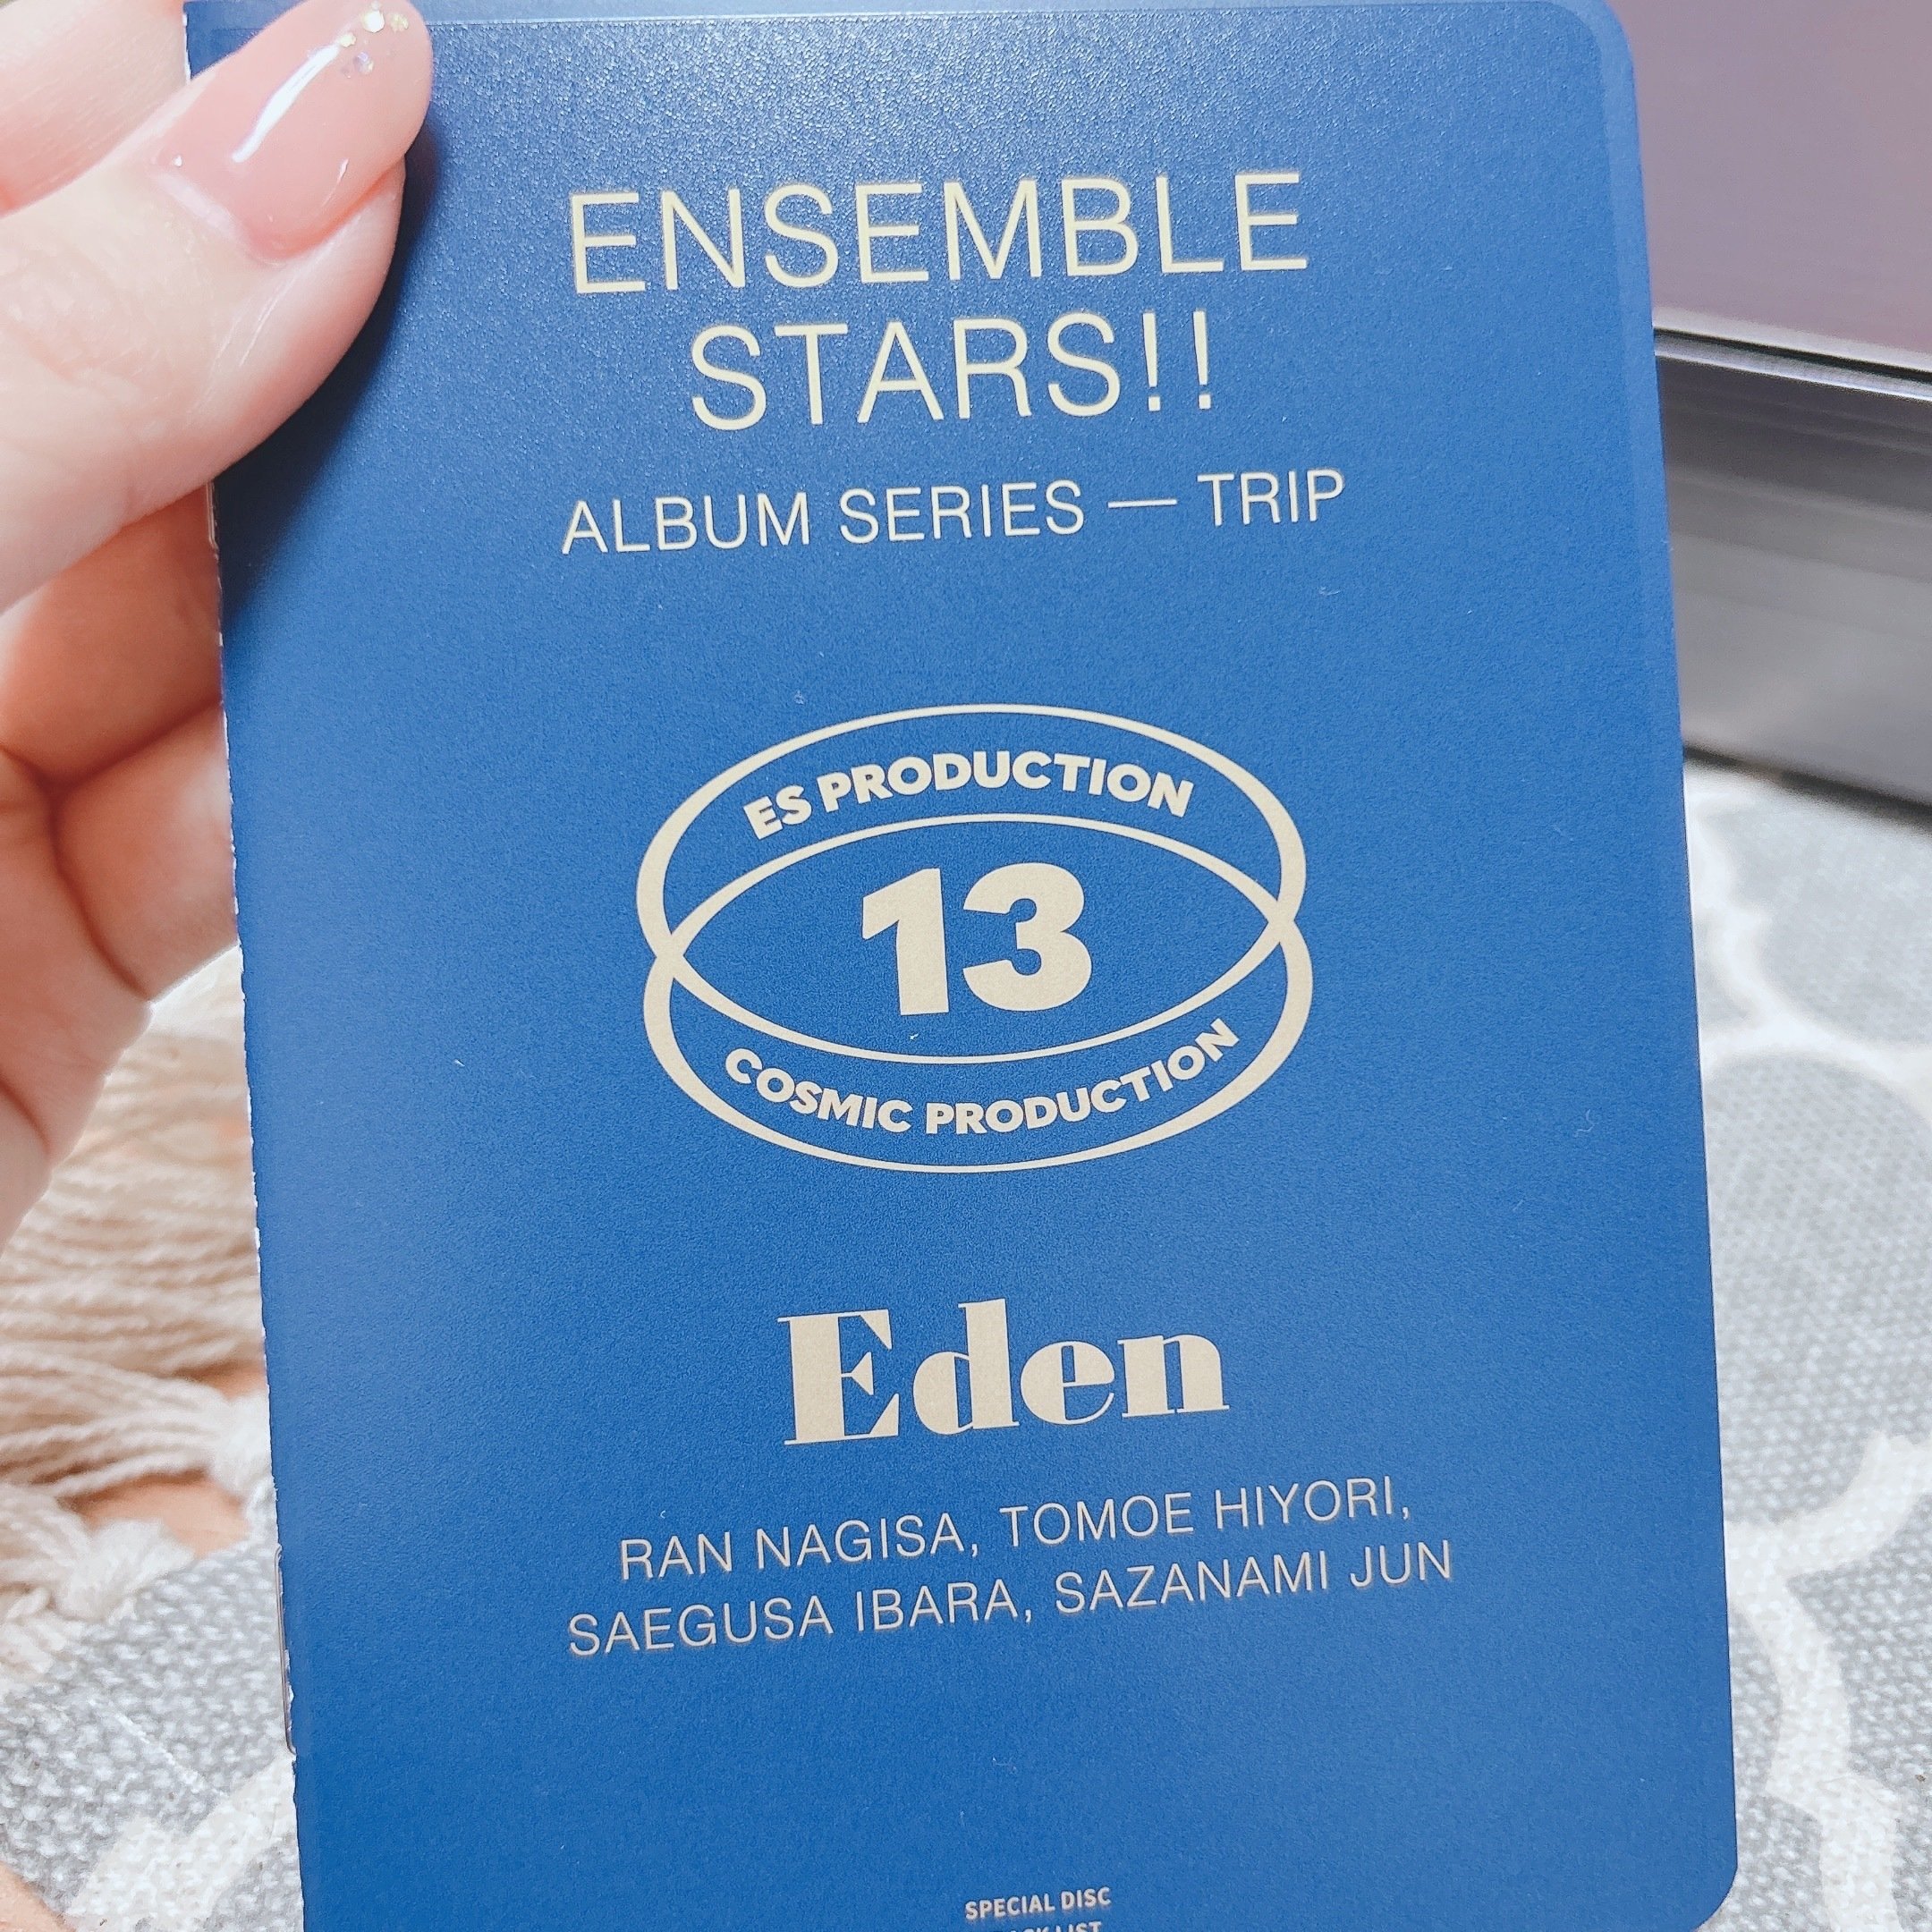 ENSEMBLE
STARS!!
ALBUM SERIES — TRIP
ES PRODUCTION
13
COSMIC PRODUCTION
Eden
RAN NAGISA, TOMOE HIYORI,
SAEGUSA IBARA, SAZANAMI JUN
SPECIAL DISC
LIST